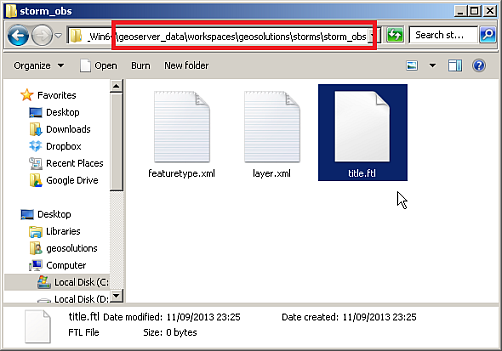 storm_obs
_Win64\geoserver_data\workspaces\geosolutions\storms\storm_obs
Search st...
Organize
Open
Burn
New folder
Favorites
Desktop
Downloads
Dropbox
Recent Places
Google Drive
Desktop
Libraries
geosolutions
Computer
Local Disk (C:
Local Disk (D:
featuretype.xml
layer.xml
title.ftl
title.ftl Date modified: 11/09/2013 23:25 Date created: 11/09/2013 23:25
FTL File Size: 0 bytes